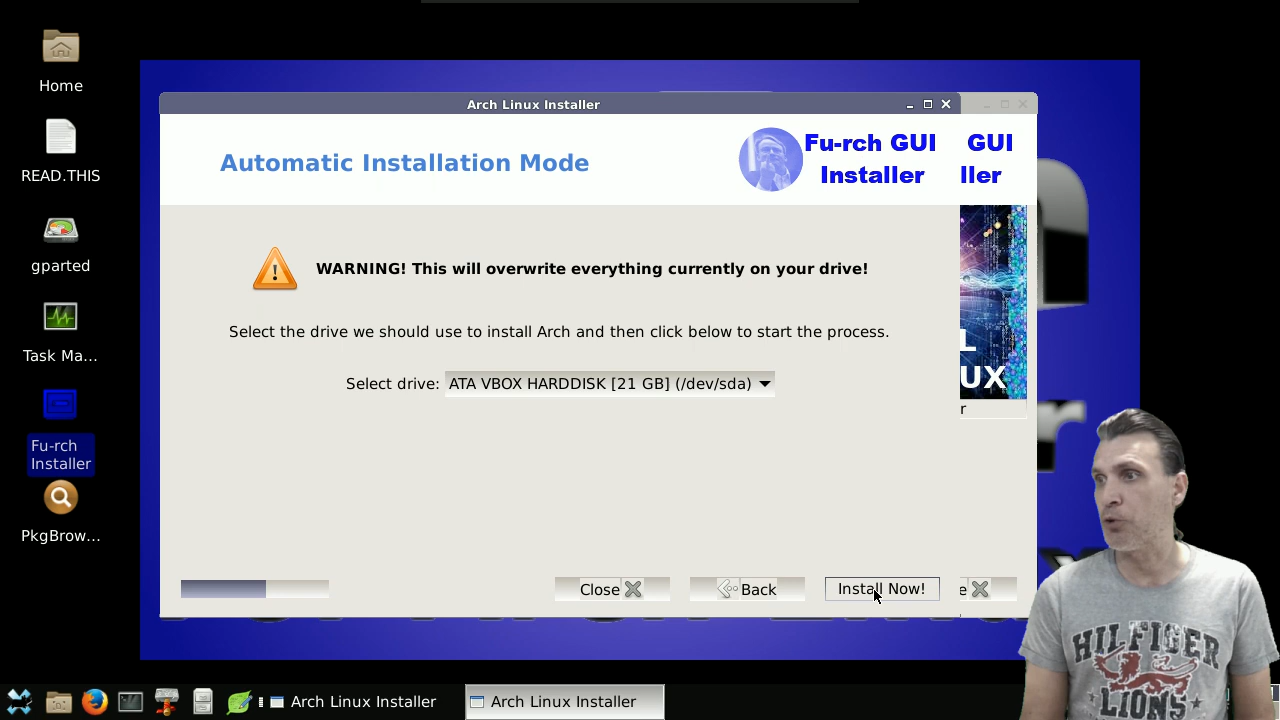 Home
READ.THIS
gparted
Task Ma...
Fu-rch
Installer
PkgBrow...
Arch Linux Installer
Automatic Installation Mode
Fu-rch GUI
Installer
GUI
ller
WARNING! This will overwrite everything currently on your drive!
Select the drive we should use to install Arch and then click below to start the process.
Select drive: ATA VBOX HARDDISK [21 GB] (/dev/sda)
L
UX
r
Close
Back
Install Now!
e
HILFIGER
LIONS
Arch Linux Installer
Arch Linux Installer